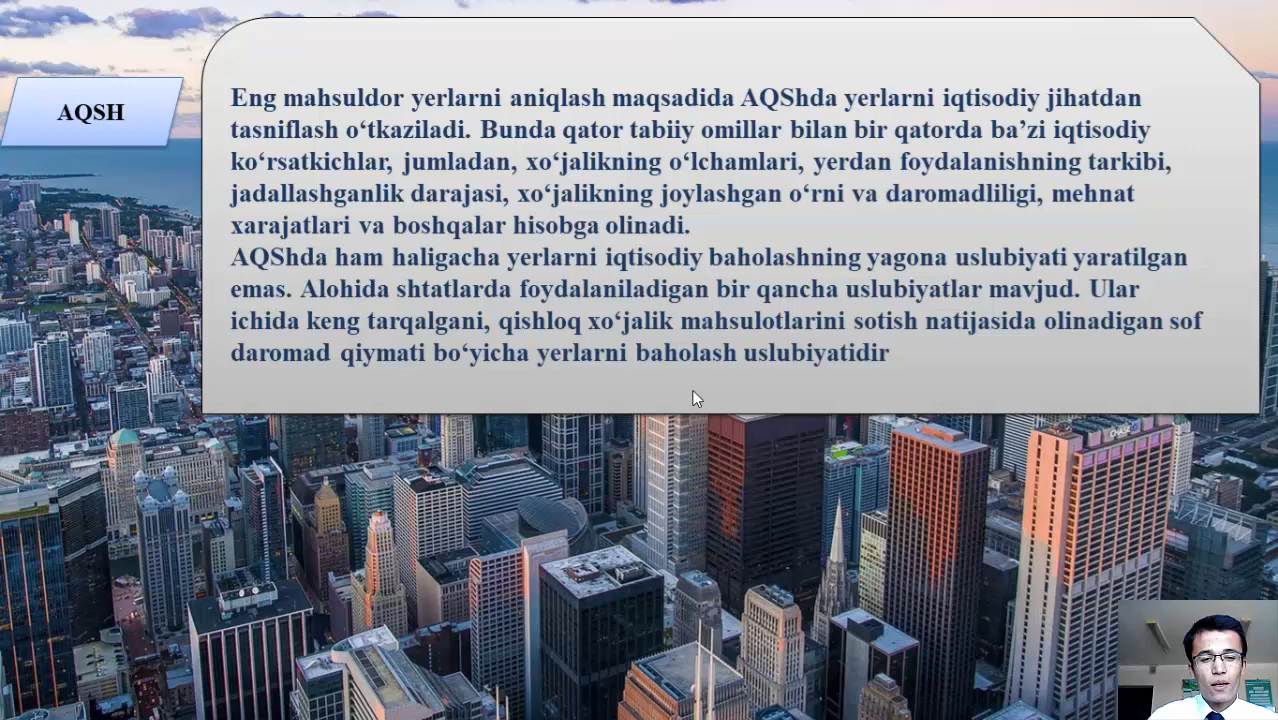 AQSH
Eng mahsuldor yerlarni aniqlash maqsadida AQShda yerlarni iqtisodiy jihatdan
tasniflash o‘tkaziladi. Bunda qator tabiiy omillar bilan bir qatorda ba’zi iqtisodiy
ko‘rsatkichlar, jumladan, xo‘jalikning o‘lchamlari, yerdan foydalanishning tarkibi,
jadallashganlik darajasi, xo‘jalikning joylashgan o‘rni va daromadliligi, mehnat
xarajatlari va boshqalar hisobga olinadi.
AQShda ham haligacha yerlarni iqtisodiy baholashning yagona uslubiyati yaratilgan
emas. Alohida shtatlarda foydalaniladigan bir qancha uslubiyatlar mavjud. Ular
ichida keng tarqalgani, qishloq xo‘jalik mahsulotlarini sotish natijasida olinadigan sof
daromad qiymati bo‘yicha yerlarni baholash uslubiyatidir